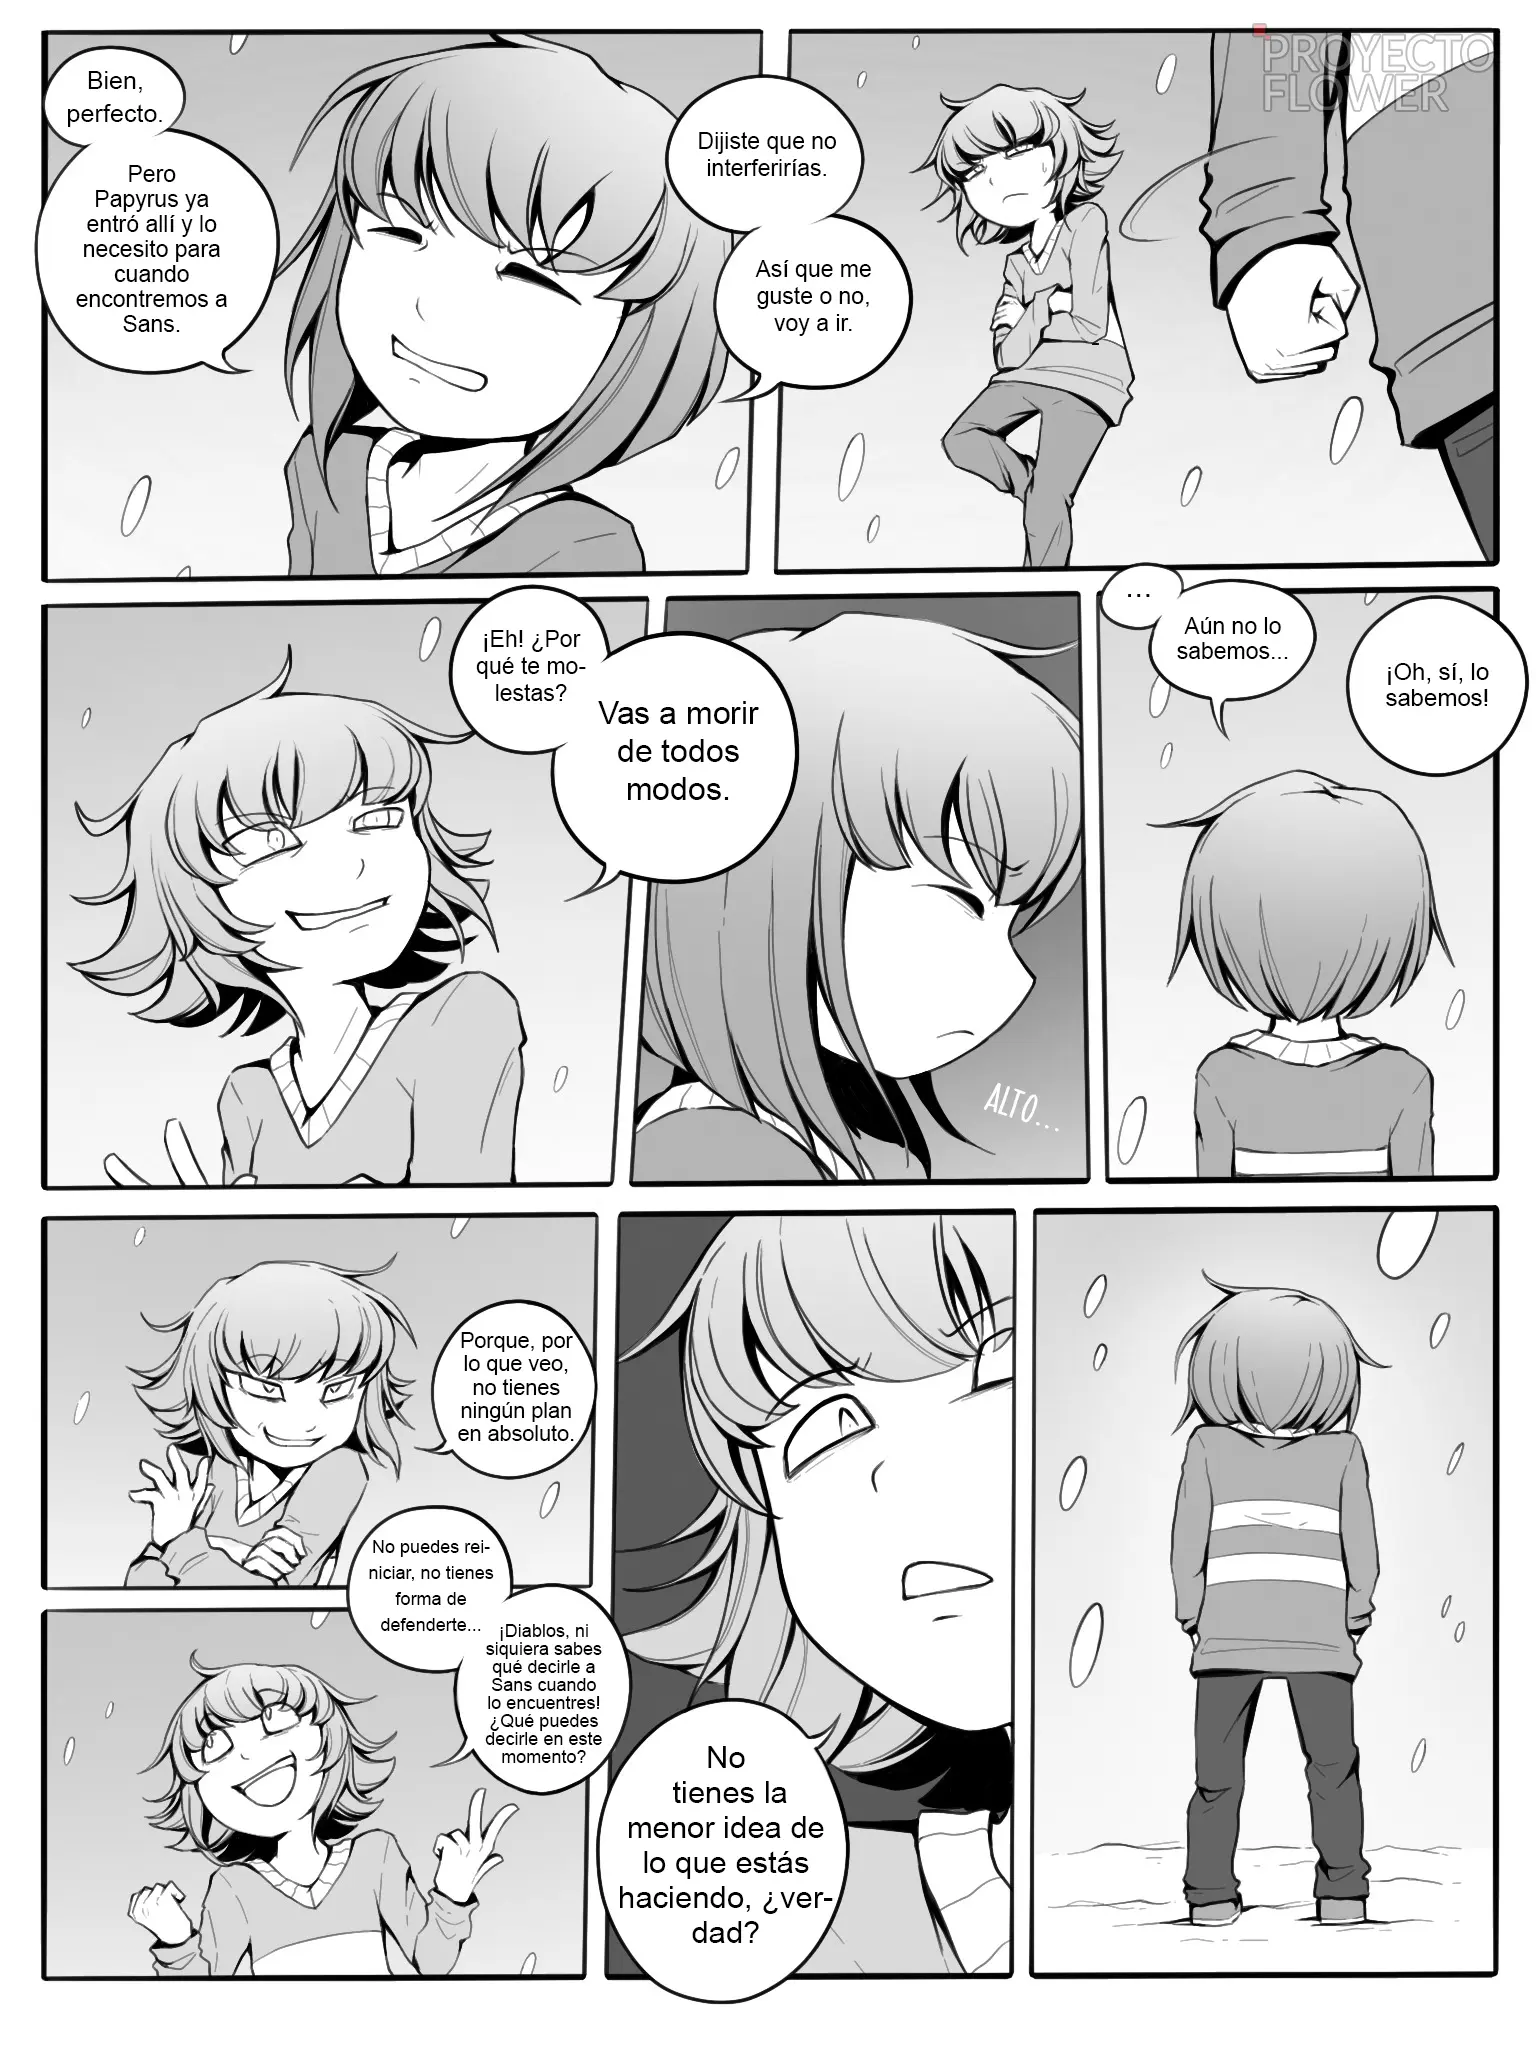 PROYECTO
FLOWER
Bien,
perfecto.
Pero
Papyrus ya
entró allí y lo
necesito para
cuando
encontremos a
Sans.
Dijiste que no
interferirías.
Así que me
guste o no,
voy a ir.
¡Eh! ¿Por
qué te mo-
lestas?
Vas a morir
de todos
modos.
ALTO...
...
Aún no lo
sabemos...
¡Oh, sí, lo
sabemos!
Porque, por
lo que veo,
no tienes
ningún plan
en absoluto.
No puedes rei-
niciar, no tienes
forma de
defenderte...
¡Diablos, ni
siquiera sabes
qué decirle a
Sans cuando
lo encuentres!
¿Qué puedes
decirle en este
momento?
No
tienes la
menor idea de
lo que estás
haciendo, ¿ver-
dad?